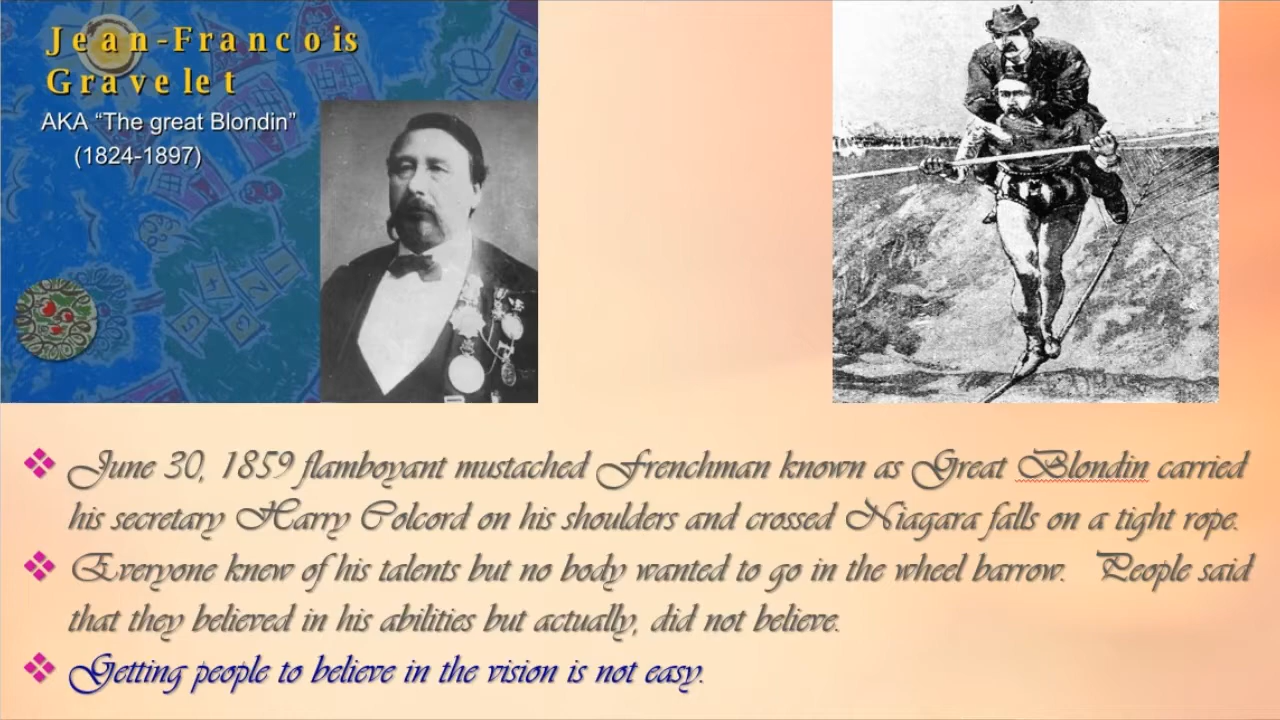 Jean-Francois
Gravelet
AKA “The great Blondin”
(1824-1897)
June 30, 1859 flamboyant mustached Frenchman known as Great Blondin carried
his secretary Harry Colcord on his shoulders and crossed Niagara falls on a tight rope.
Everyone knew of his talents but no body wanted to go in the wheel barrow. People said
that they believed in his abilities but actually, did not believe.
Getting people to believe in the vision is not easy.